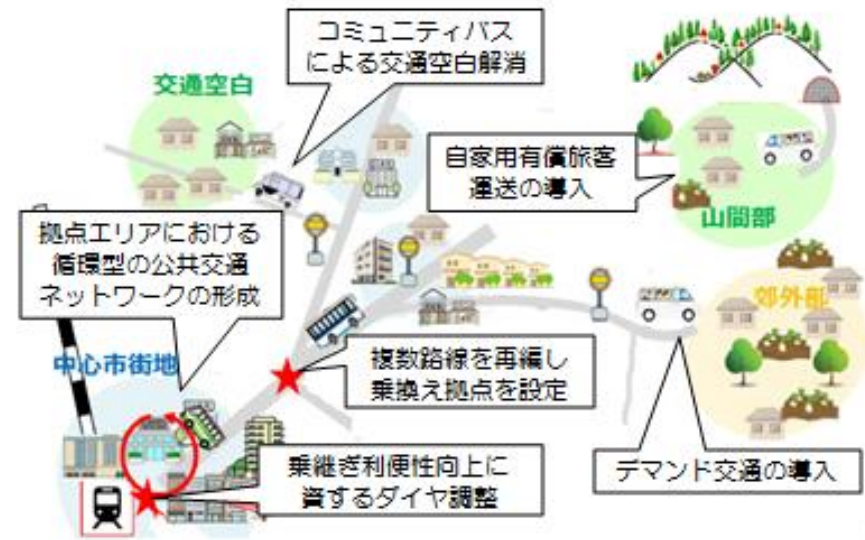 コミュニティバス
による交通空白解消
交通空白
自家用有償旅客
運送の導入
山間部
拠点エリアにおける
循環型の公共交通
ネットワークの形成
郊外部
中心市街地
複数路線を再編し
乗換え拠点を設定
乗継ぎ利便性向上に
資するダイヤ調整
デマンド交通の導入